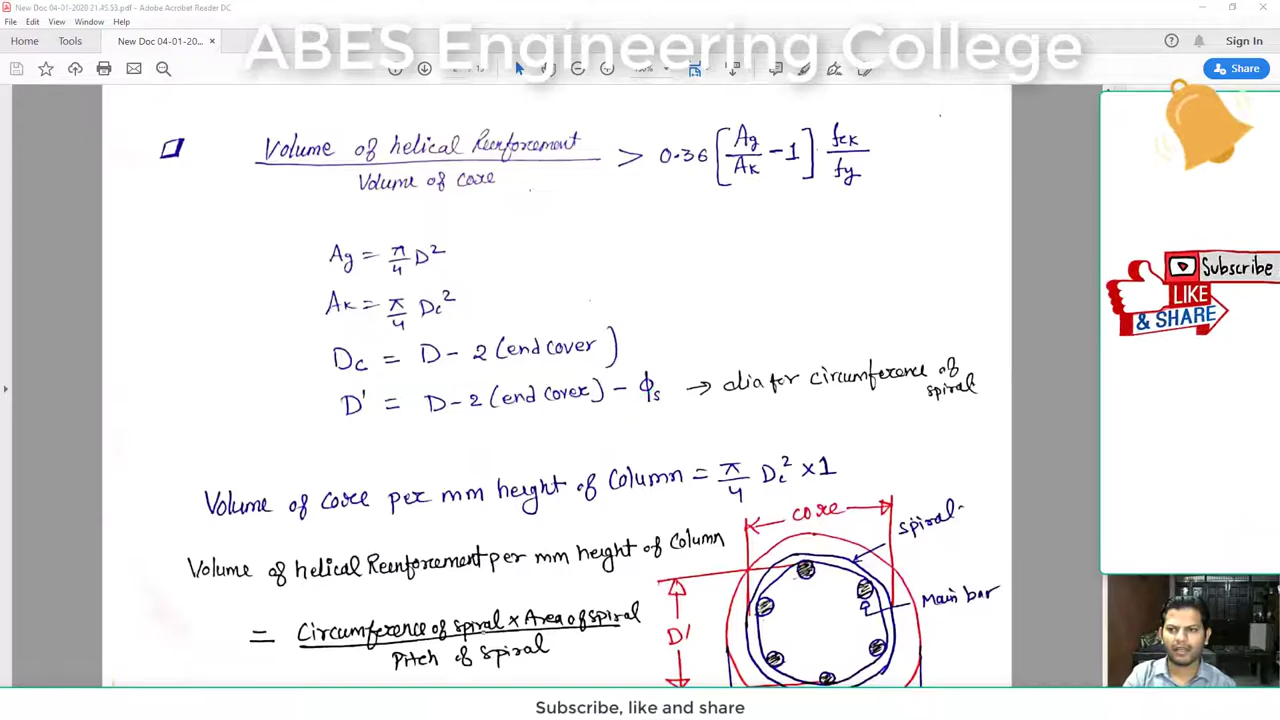 New Doc 04-01-2020 21.45.53.pdf - Adobe Acrobat Reader DC
File Edit View Window Help
Home Tools New Doc 04-01-20... × Sign In
Share
ABES Engineering College
Volume of helical Reinforcement / Volume of core > 0.36 [Ag/Ak - 1] fck/fy
Ag = π/4 D²
Ak = π/4 Dc²
Dc = D - 2 (end cover)
D' = D - 2 (end cover) - ϕs → dia for circumference of spiral
Volume of core per mm height of Column = π/4 Dc² × 1
Volume of helical Reinforcement per mm height of Column
= Circumference of spiral × Area of spiral / Pitch of spiral
core
spiral
Main bar
D'
Subscribe
LIKE
& SHARE
Subscribe, like and share